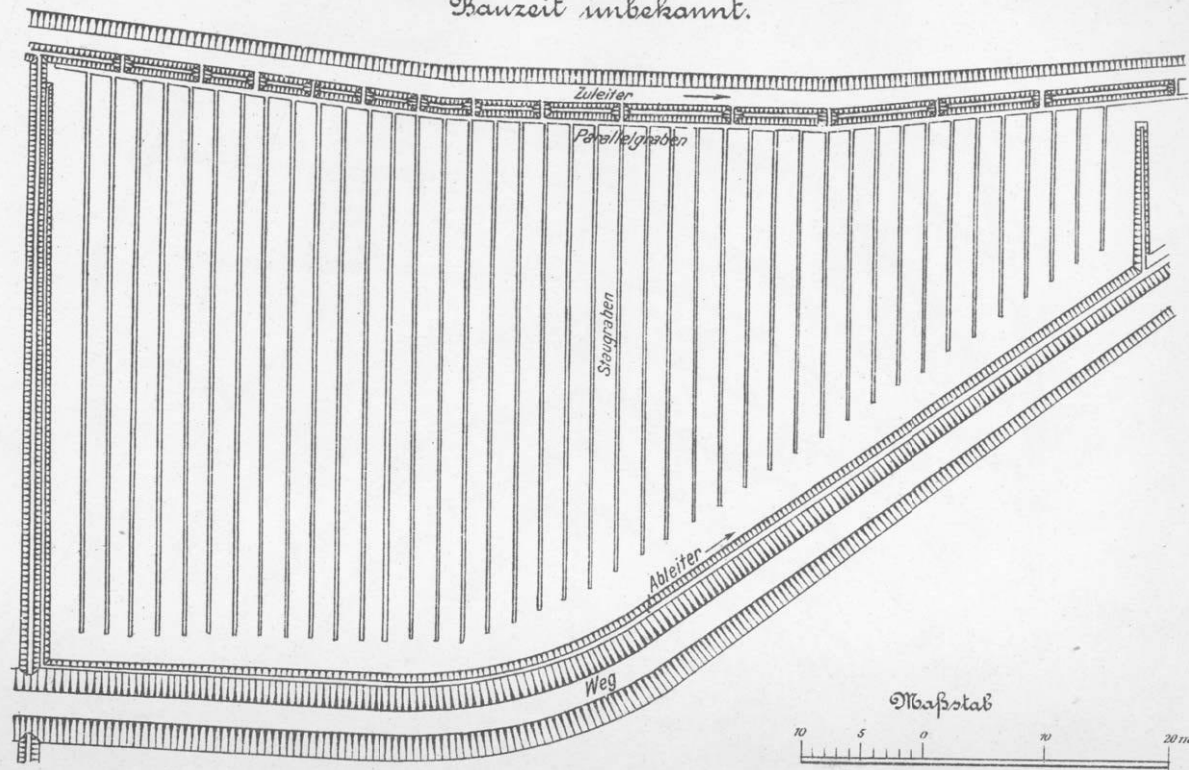 Bauzeit unbekannt.
Zuleiter
Parallelgraben
Staugraben
Ableiter
Weg
Maßstab
10 5 0 10 20 m